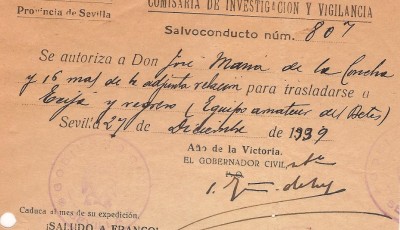 Provincia de Sevilla
COMISARIA DE INVESTIGACION Y VIGILANCIA
Salvoconducto núm. 807
Se autoriza a Don José María de la Concha
y 16 mas de la adjunta relacion para trasladarse a
Ecija y regreso (Equipo amateur del Betis)
Sevilla 27 de Diciembre de 1939
Año de la Victoria.
EL GOBERNADOR CIVIL
P.
Caduca al mes de su expedición.
¡SALUDO A FRANCO!